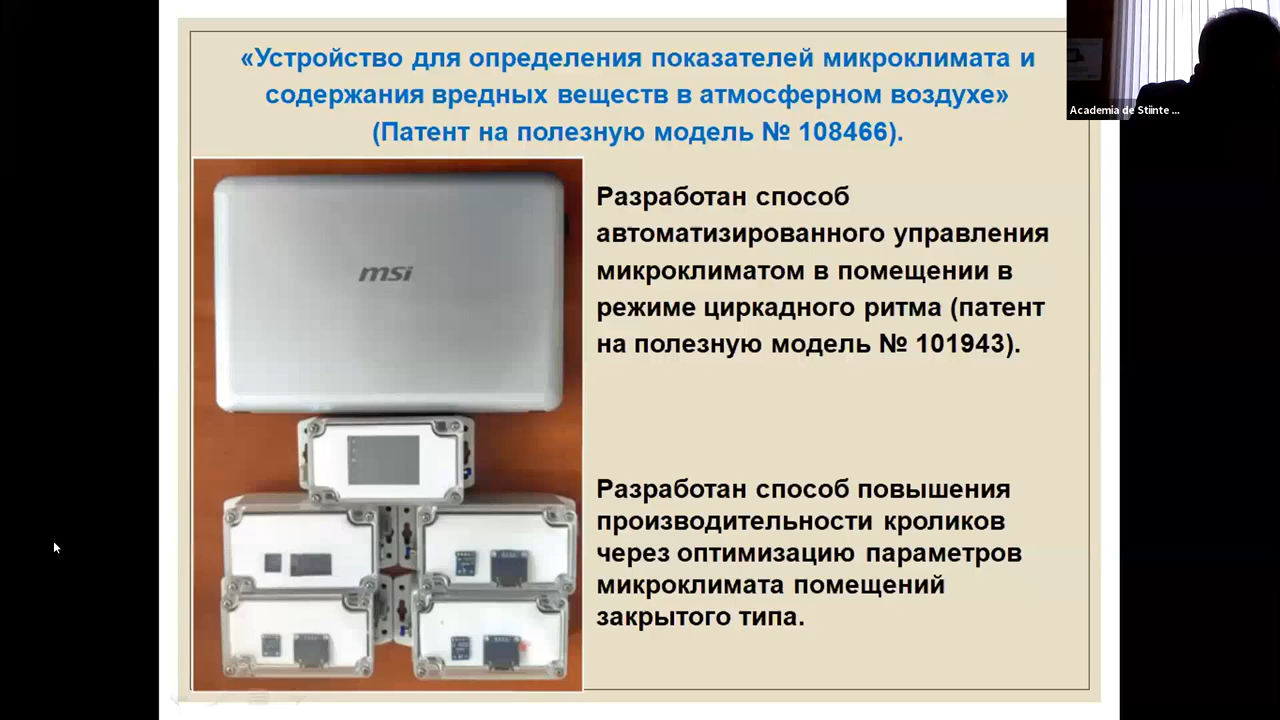 «Устройство для определения показателей микроклимата и
содержания вредных веществ в атмосферном воздухе»
(Патент на полезную модель № 108466).
Academia de Stiinte ...
msi
Разработан способ
автоматизированного управления
микроклиматом в помещении в
режиме циркадного ритма (патент
на полезную модель № 101943).
Разработан способ повышения
производительности кроликов
через оптимизацию параметров
микроклимата помещений
закрытого типа.